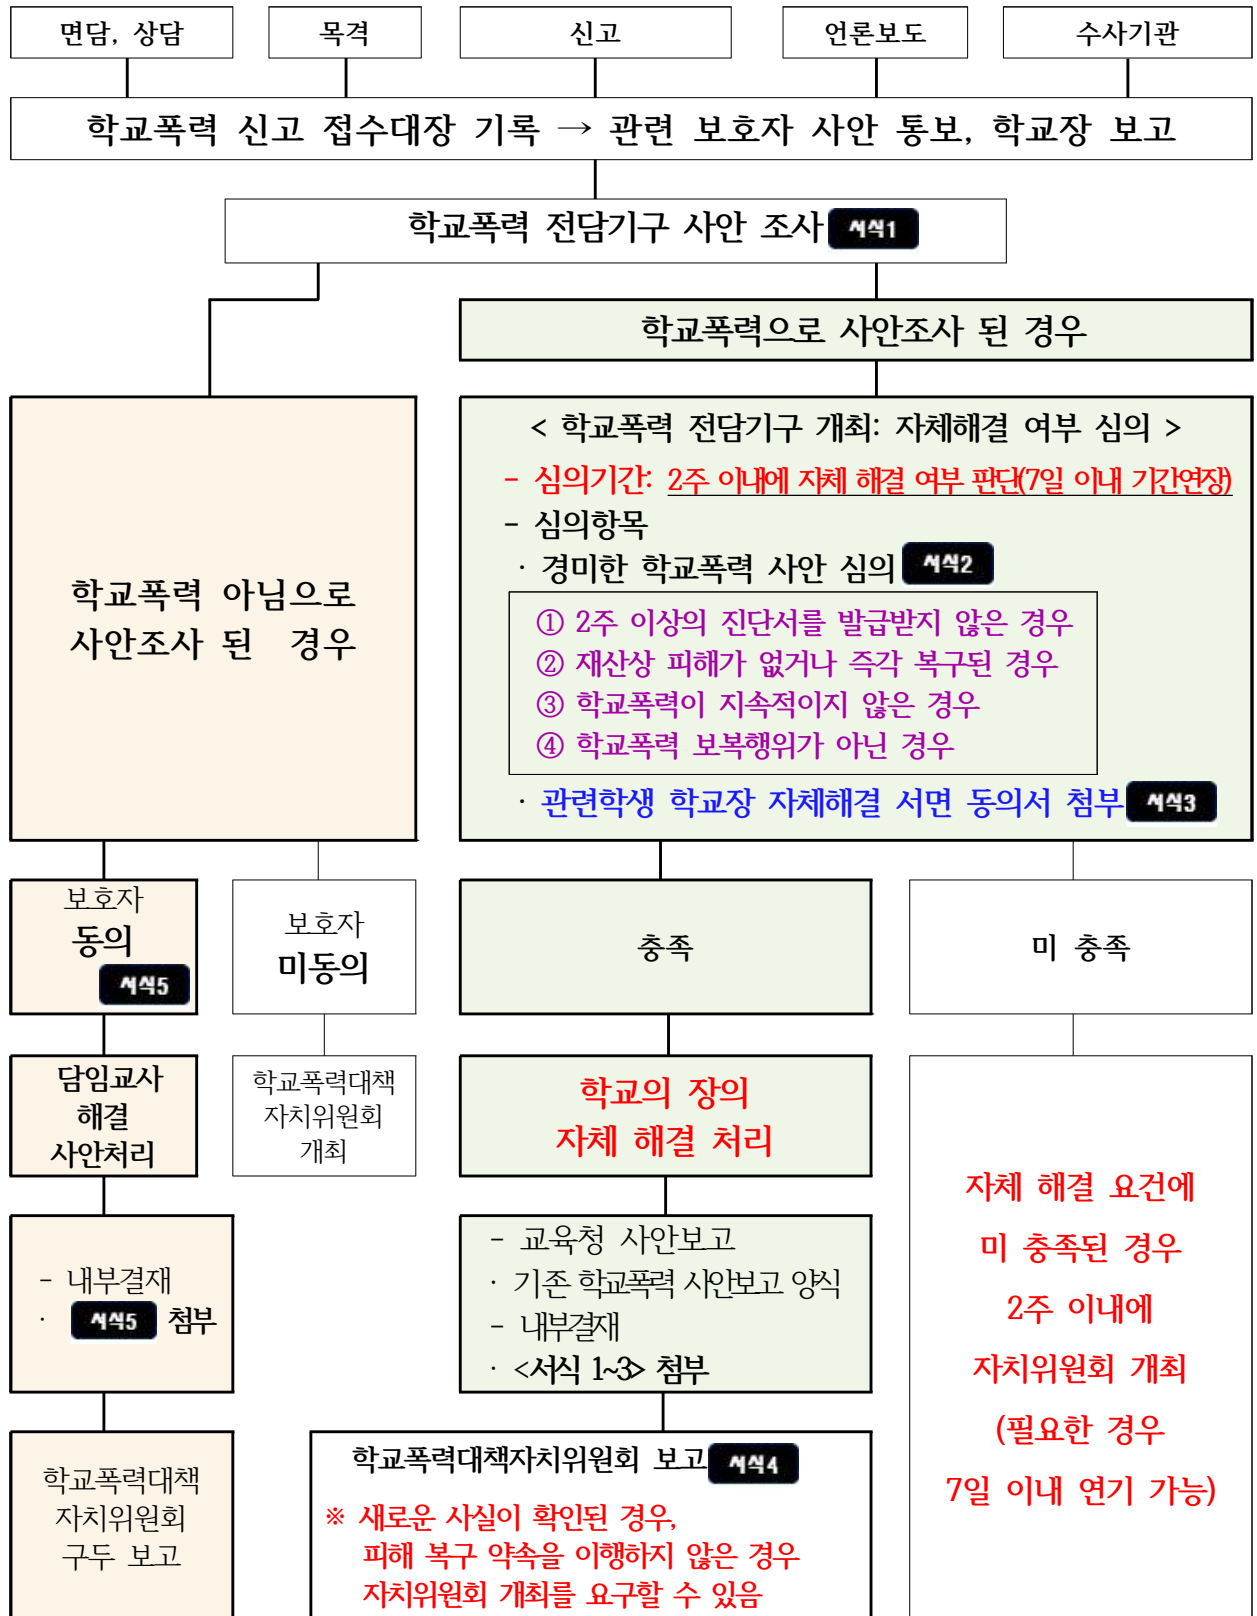 면담, 상담
목격
신고
언론보도
수사기관
학교폭력 신고 접수대장 기록 → 관련 보호자 사안 통보, 학교장 보고
학교폭력 전담기구 사안 조사 서식1
학교폭력으로 사안조사 된 경우
학교폭력 아님으로
사안조사 된 경우
< 학교폭력 전담기구 개최: 자체해결 여부 심의 >
- 심의기간: 2주 이내에 자체 해결 여부 판단(7일 이내 기간연장)
- 심의항목
· 경미한 학교폭력 사안 심의 서식2
① 2주 이상의 진단서를 발급받지 않은 경우
② 재산상 피해가 없거나 즉각 복구된 경우
③ 학교폭력이 지속적이지 않은 경우
④ 학교폭력 보복행위가 아닌 경우
· 관련학생 학교장 자체해결 서면 동의서 첨부 서식3
보호자
동의
서식5
보호자
미동의
충족
미 충족
담임교사
해결
사안처리
학교폭력대책
자치위원회
개최
학교의 장의
자체 해결 처리
자체 해결 요건에
미 충족된 경우
2주 이내에
자치위원회 개최
(필요한 경우
7일 이내 연기 가능)
- 내부결재
· 서식5 첨부
- 교육청 사안보고
· 기존 학교폭력 사안보고 양식
- 내부결재
· <서식 1~3> 첨부
학교폭력대책
자치위원회
구두 보고
학교폭력대책자치위원회 보고 서식4
※ 새로운 사실이 확인된 경우,
피해 복구 약속을 이행하지 않은 경우
자치위원회 개최를 요구할 수 있음